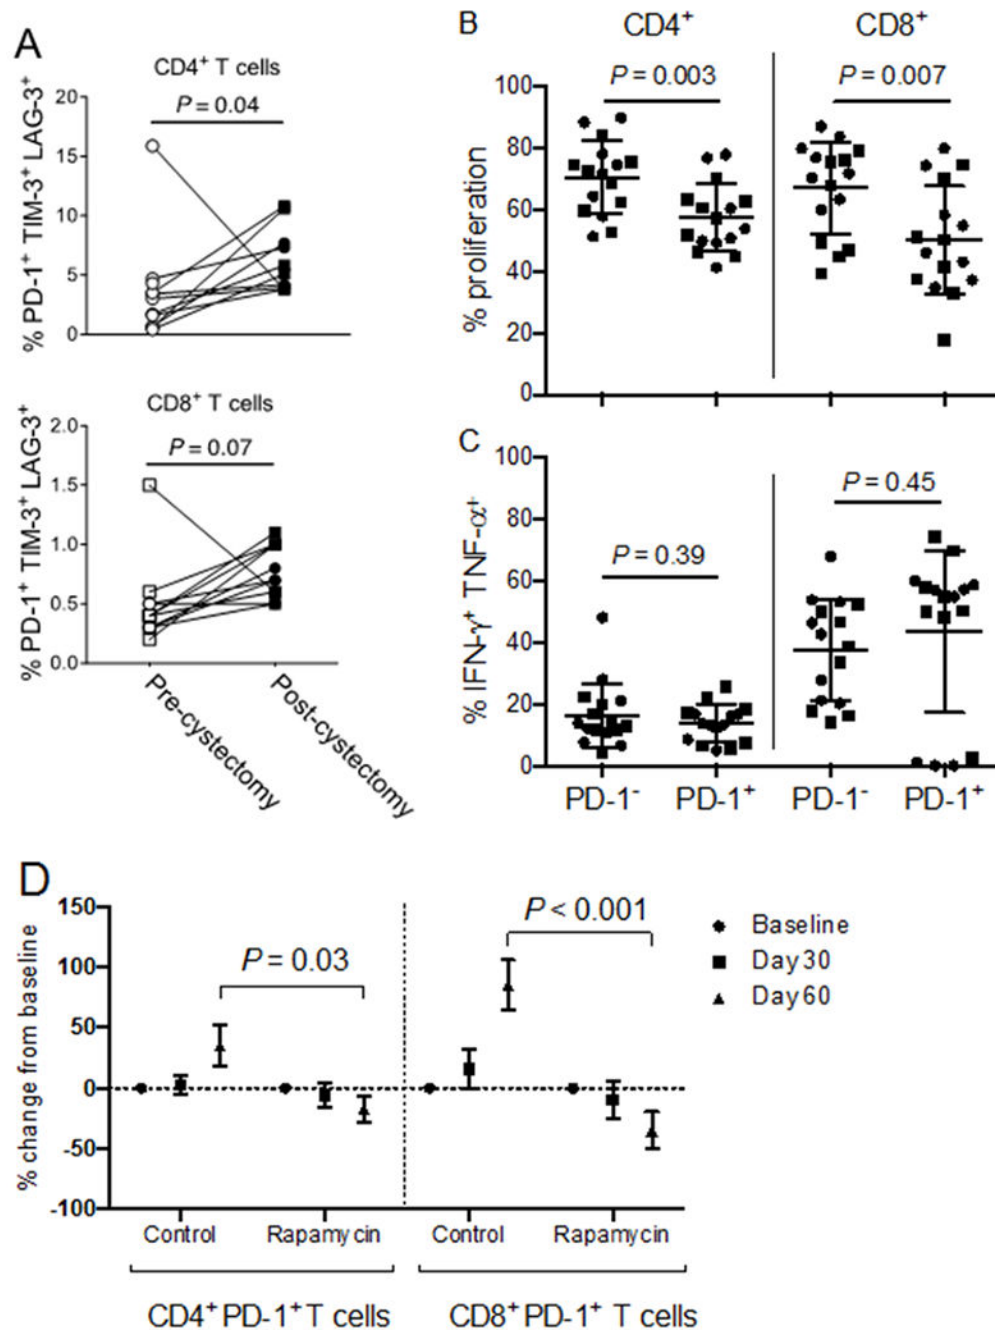 A
CD4⁺ T cells
P = 0.04
% PD-1⁺ TIM-3⁺ LAG-3⁺
20
15
10
5
0
CD8⁺ T cells
P = 0.07
% PD-1⁺ TIM-3⁺ LAG-3⁺
2.0
1.5
1.0
0.5
0.0
Pre-cystectomy
Post-cystectomy
B
CD4⁺
CD8⁺
P = 0.003
P = 0.007
% proliferation
100
80
60
40
20
0
C
P = 0.39
P = 0.45
% IFN-γ⁺ TNF-α⁺
100
80
60
40
20
0
PD-1⁻
PD-1⁺
PD-1⁻
PD-1⁺
D
P = 0.03
P < 0.001
% change from baseline
150
100
50
0
-50
-100
Baseline
Day30
Day60
Control
Rapamycin
Control
Rapamycin
CD4⁺PD-1⁺T cells
CD8⁺PD-1⁺ T cells